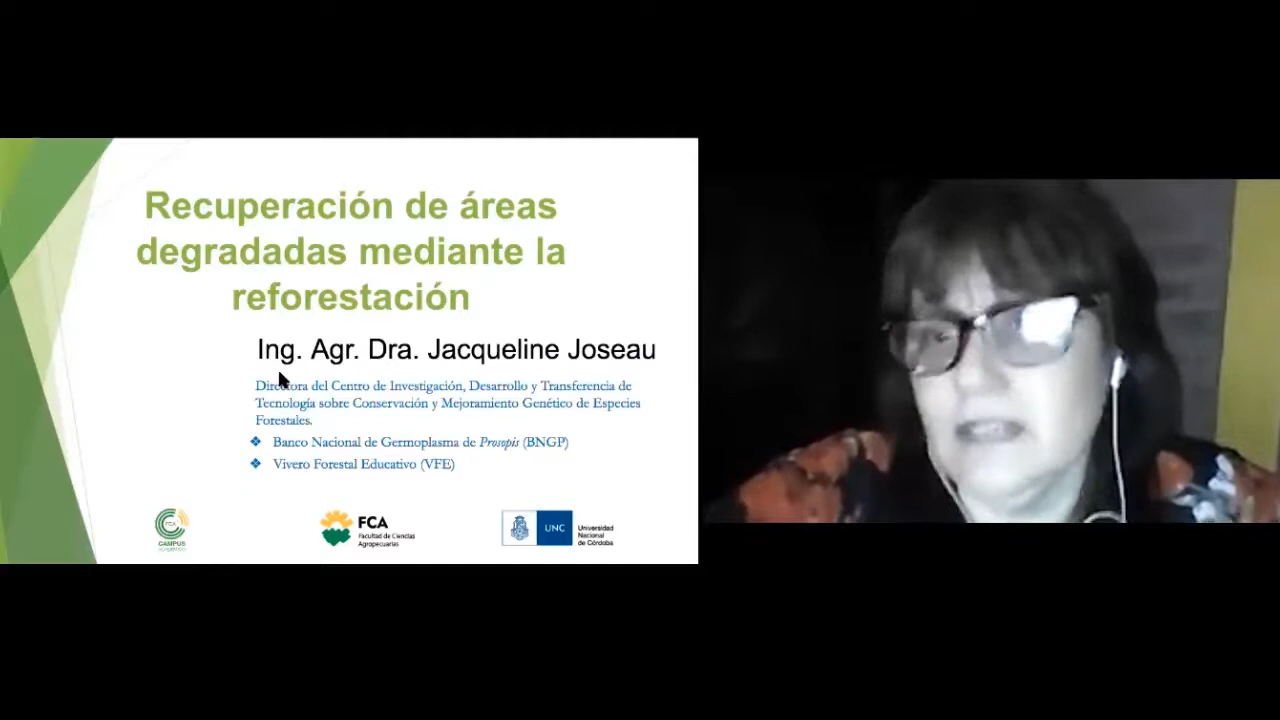 Recuperación de áreas
degradadas mediante la
reforestación
Ing. Agr. Dra. Jacqueline Joseau
Directora del Centro de Investigación, Desarrollo y Transferencia de
Tecnología sobre Conservación y Mejoramiento Genético de Especies
Forestales.
❖ Banco Nacional de Germoplasma de Prosopis (BNGP)
❖ Vivero Forestal Educativo (VFE)
FCA
CAMPUS
FCA
Facultad de Ciencias
Agropecuarias
UNC
Universidad
Nacional
de Córdoba